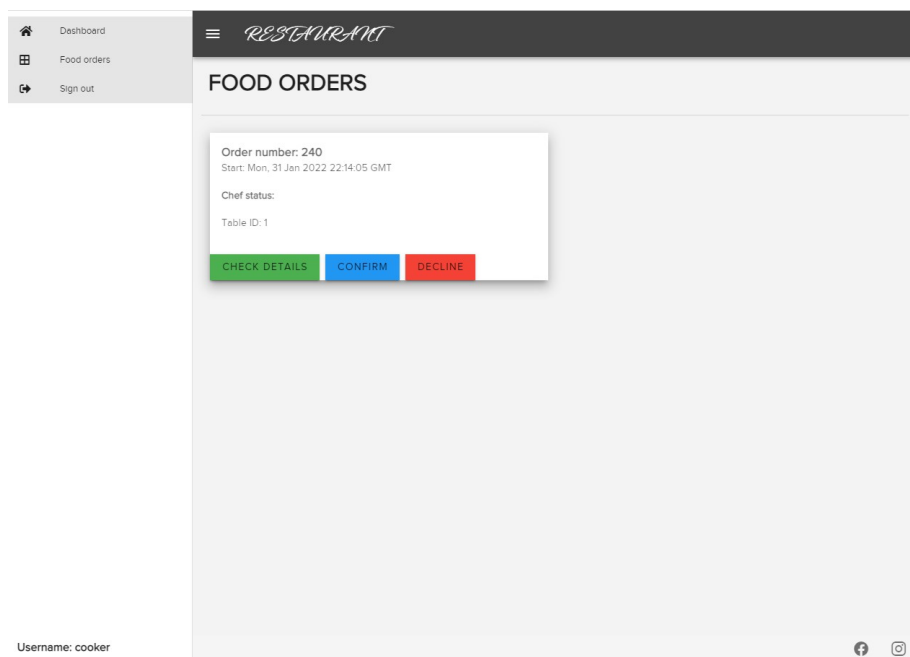 Dashboard
Food orders
Sign out
RESTAURANT
FOOD ORDERS
Order number: 240
Start: Mon, 31 Jan 2022 22:14:05 GMT
Chef status:
Table ID: 1
CHECK DETAILS CONFIRM DECLINE
Username: cooker